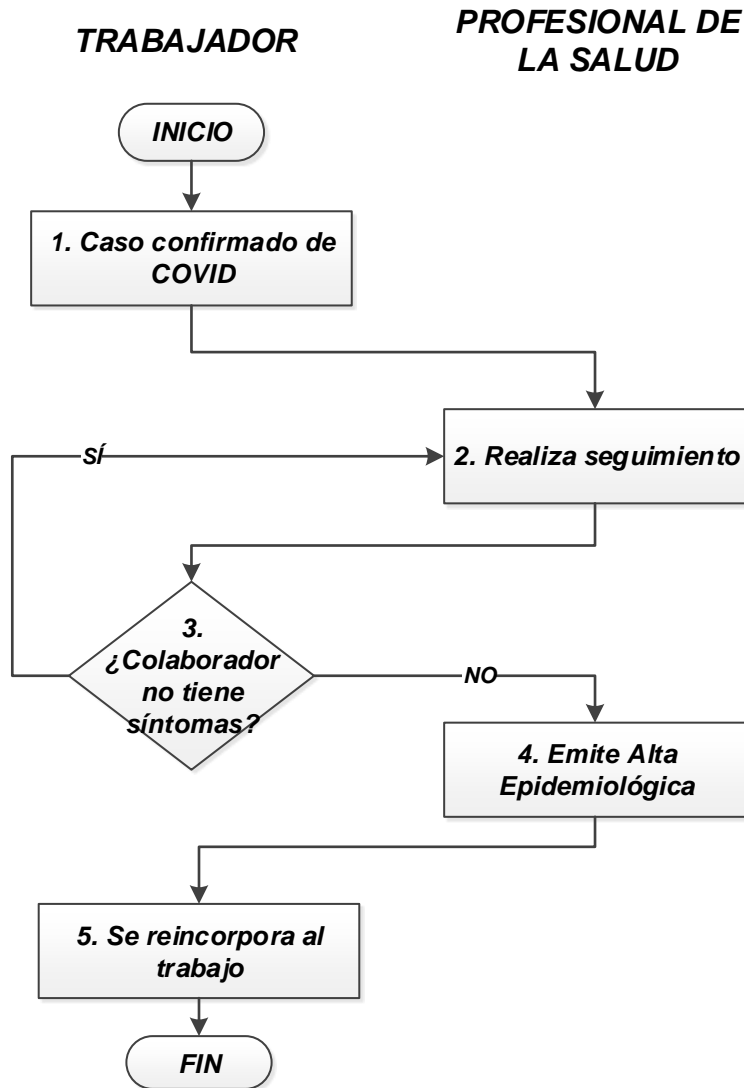 TRABAJADOR
PROFESIONAL DE
LA SALUD
INICIO
1. Caso confirmado de
COVID
2. Realiza seguimiento
SÍ
3.
¿Colaborador
no tiene
síntomas?
NO
4. Emite Alta
Epidemiológica
5. Se reincorpora al
trabajo
FIN